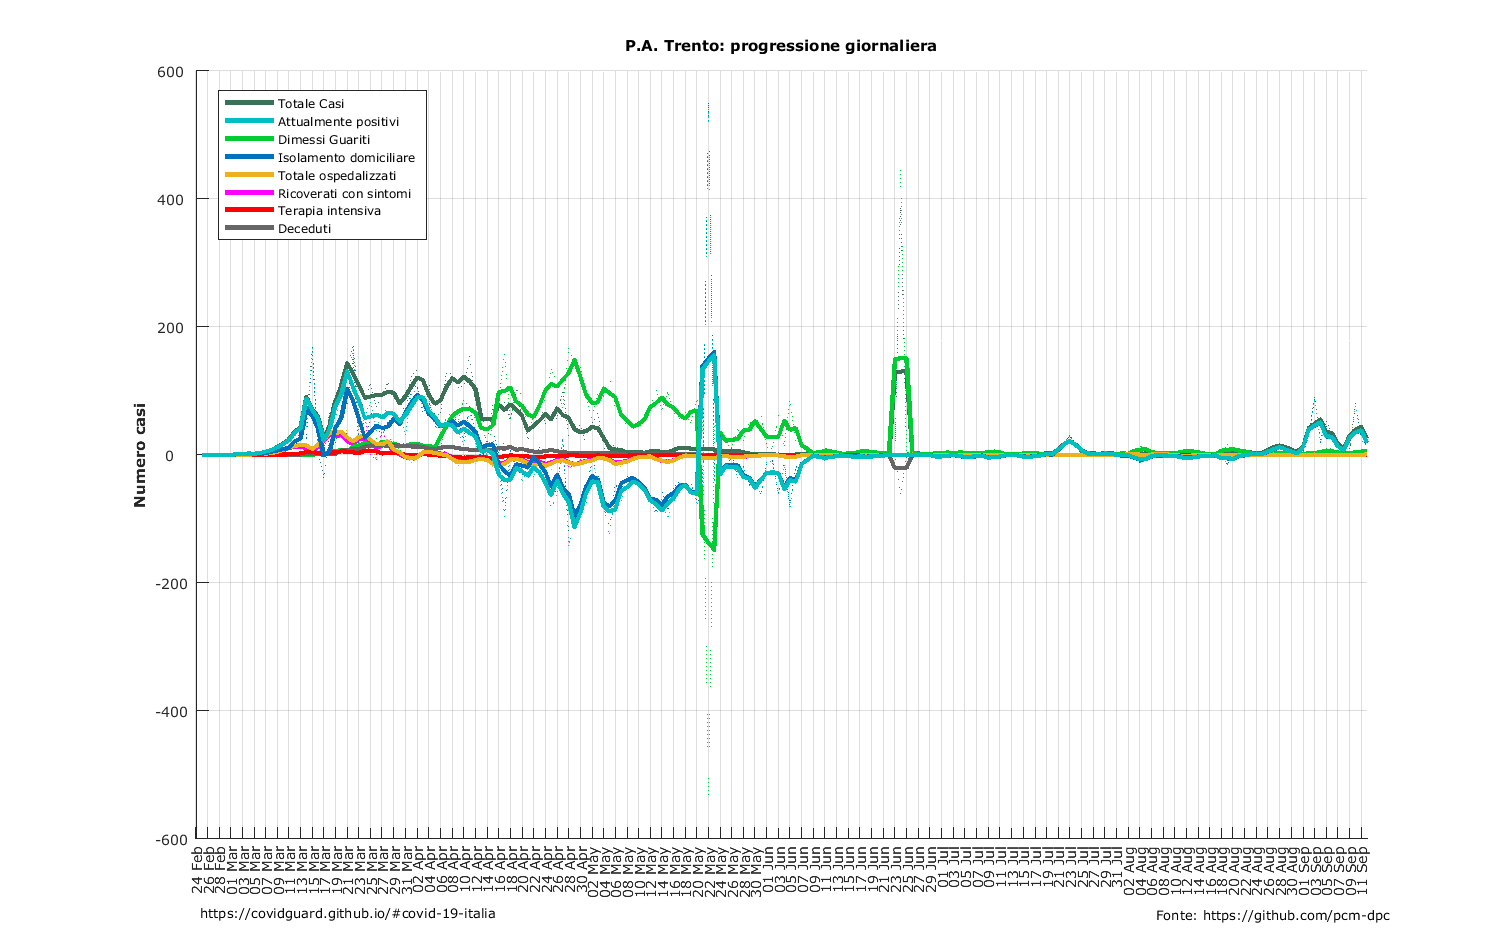 P.A. Trento: progressione giornaliera
600
400
200
0
-200
-400
-600
Numero casi
Totale Casi
Attualmente positivi
Dimessi Guariti
Isolamento domiciliare
Totale ospedalizzati
Ricoverati con sintomi
Terapia intensiva
Deceduti
24 Feb
26 Feb
28 Feb
01 Mar
03 Mar
05 Mar
07 Mar
09 Mar
11 Mar
13 Mar
15 Mar
17 Mar
19 Mar
21 Mar
23 Mar
25 Mar
27 Mar
29 Mar
31 Mar
02 Apr
04 Apr
06 Apr
08 Apr
10 Apr
12 Apr
14 Apr
16 Apr
18 Apr
20 Apr
22 Apr
24 Apr
26 Apr
28 Apr
30 Apr
02 May
04 May
06 May
08 May
10 May
12 May
14 May
16 May
18 May
20 May
22 May
24 May
26 May
28 May
30 May
01 Jun
03 Jun
05 Jun
07 Jun
09 Jun
11 Jun
13 Jun
15 Jun
17 Jun
19 Jun
21 Jun
23 Jun
25 Jun
27 Jun
29 Jun
01 Jul
03 Jul
05 Jul
07 Jul
09 Jul
11 Jul
13 Jul
15 Jul
17 Jul
19 Jul
21 Jul
23 Jul
25 Jul
27 Jul
29 Jul
31 Jul
02 Aug
04 Aug
06 Aug
08 Aug
10 Aug
12 Aug
14 Aug
16 Aug
18 Aug
20 Aug
22 Aug
24 Aug
26 Aug
28 Aug
30 Aug
01 Sep
03 Sep
05 Sep
07 Sep
09 Sep
11 Sep
https://covidguard.github.io/#covid-19-italia
Fonte: https://github.com/pcm-dpc